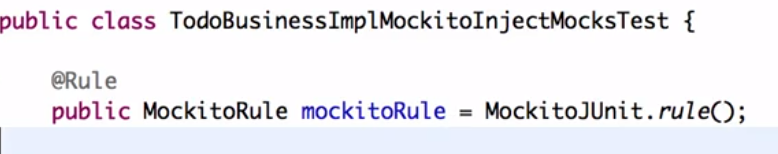 public class TodoBusinessImplMockitoInjectMocksTest {
@Rule
public MockitoRule mockitoRule = MockitoJUnit.rule();